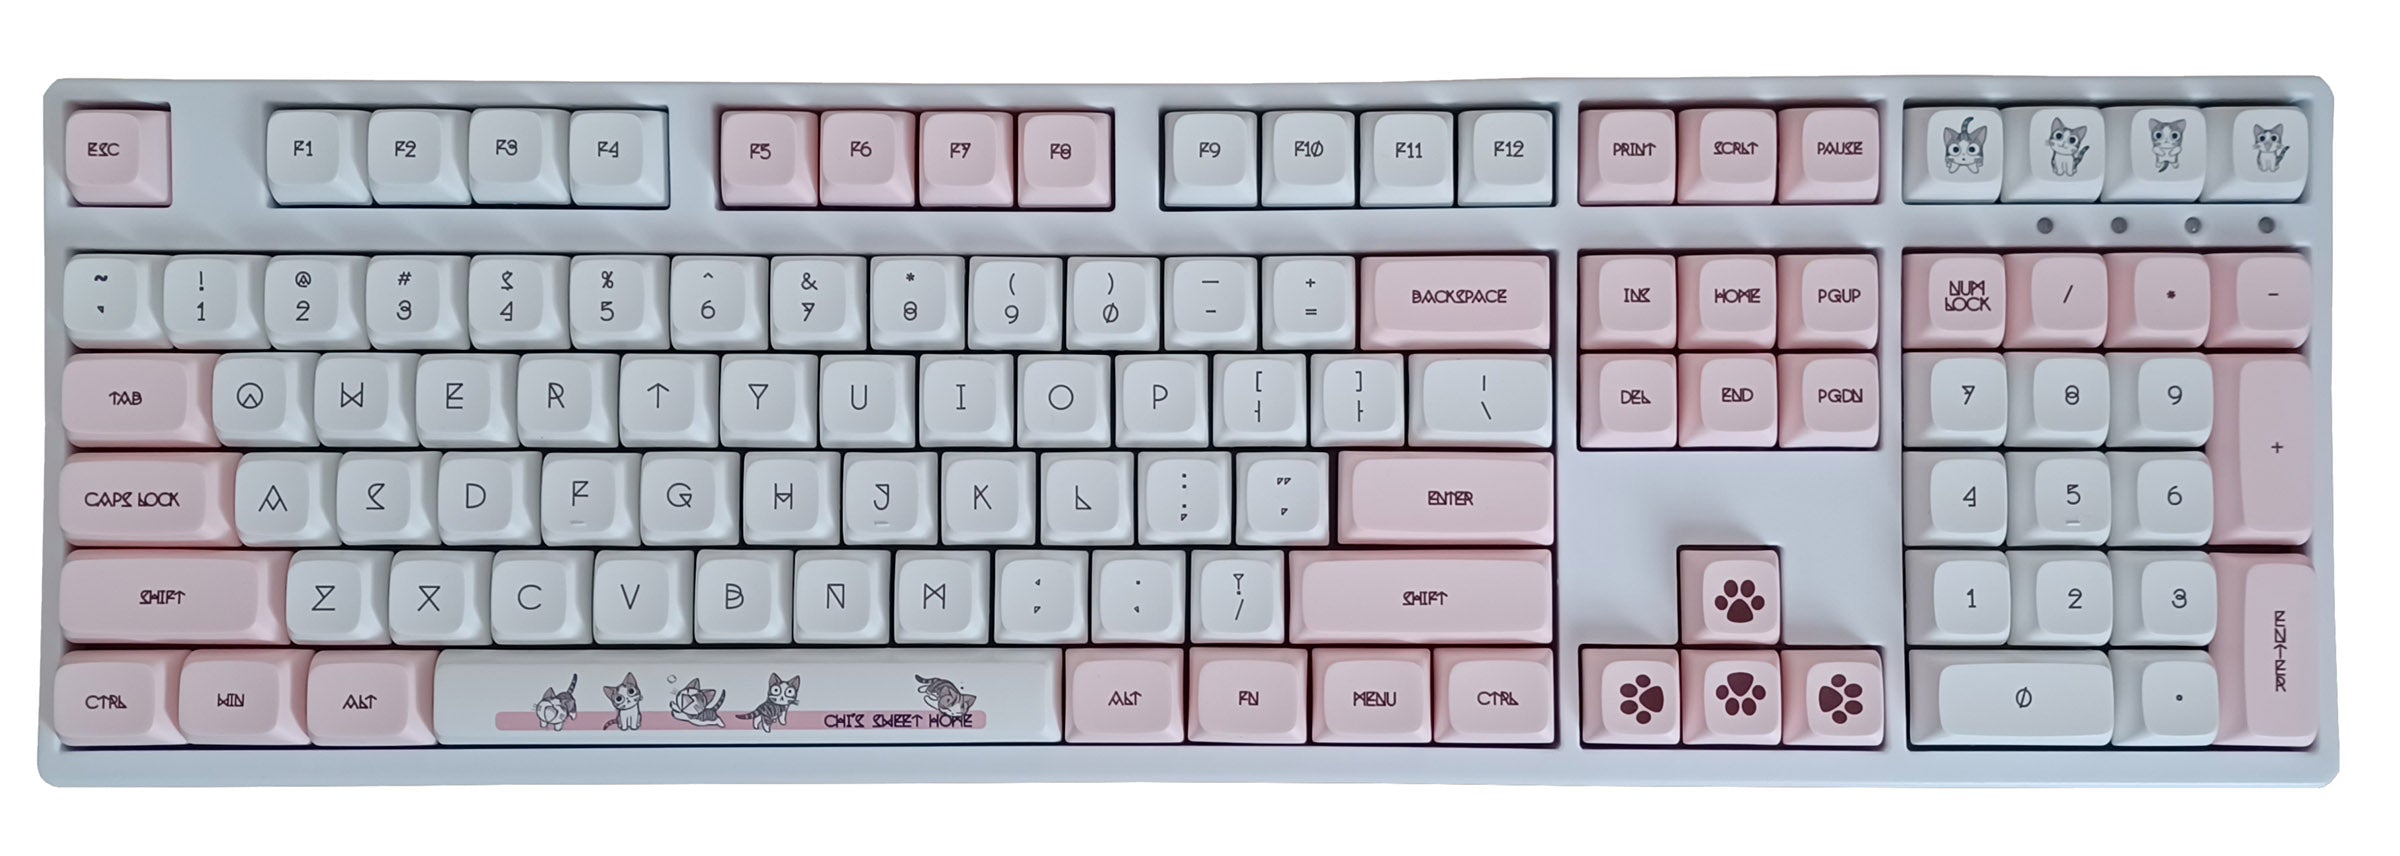 ESC F1 F2 F3 F4 F5 F6 F7 F8 F9 F10 F11 F12 PRINT SCRLT PAUSE
~ ! @ # $ % ^ & * ( ) — +
` 1 2 3 4 5 6 7 8 9 0 - = BACKSPACE INS HOME PGUP NUM LOCK / * -
TAB Q W E R T Y U I O P [ { ] } | \ DEL END PGDN 7 8 9 +
CAPS LOCK A S D F G H J K L : ; " ' ENTER 4 5 6
SHIFT Z X C V B N M < , > . ? / SHIFT 1 2 3 ENTER
CTRL WIN ALT CHI'S SWEET HOME ALT FN MENU CTRL 0 .